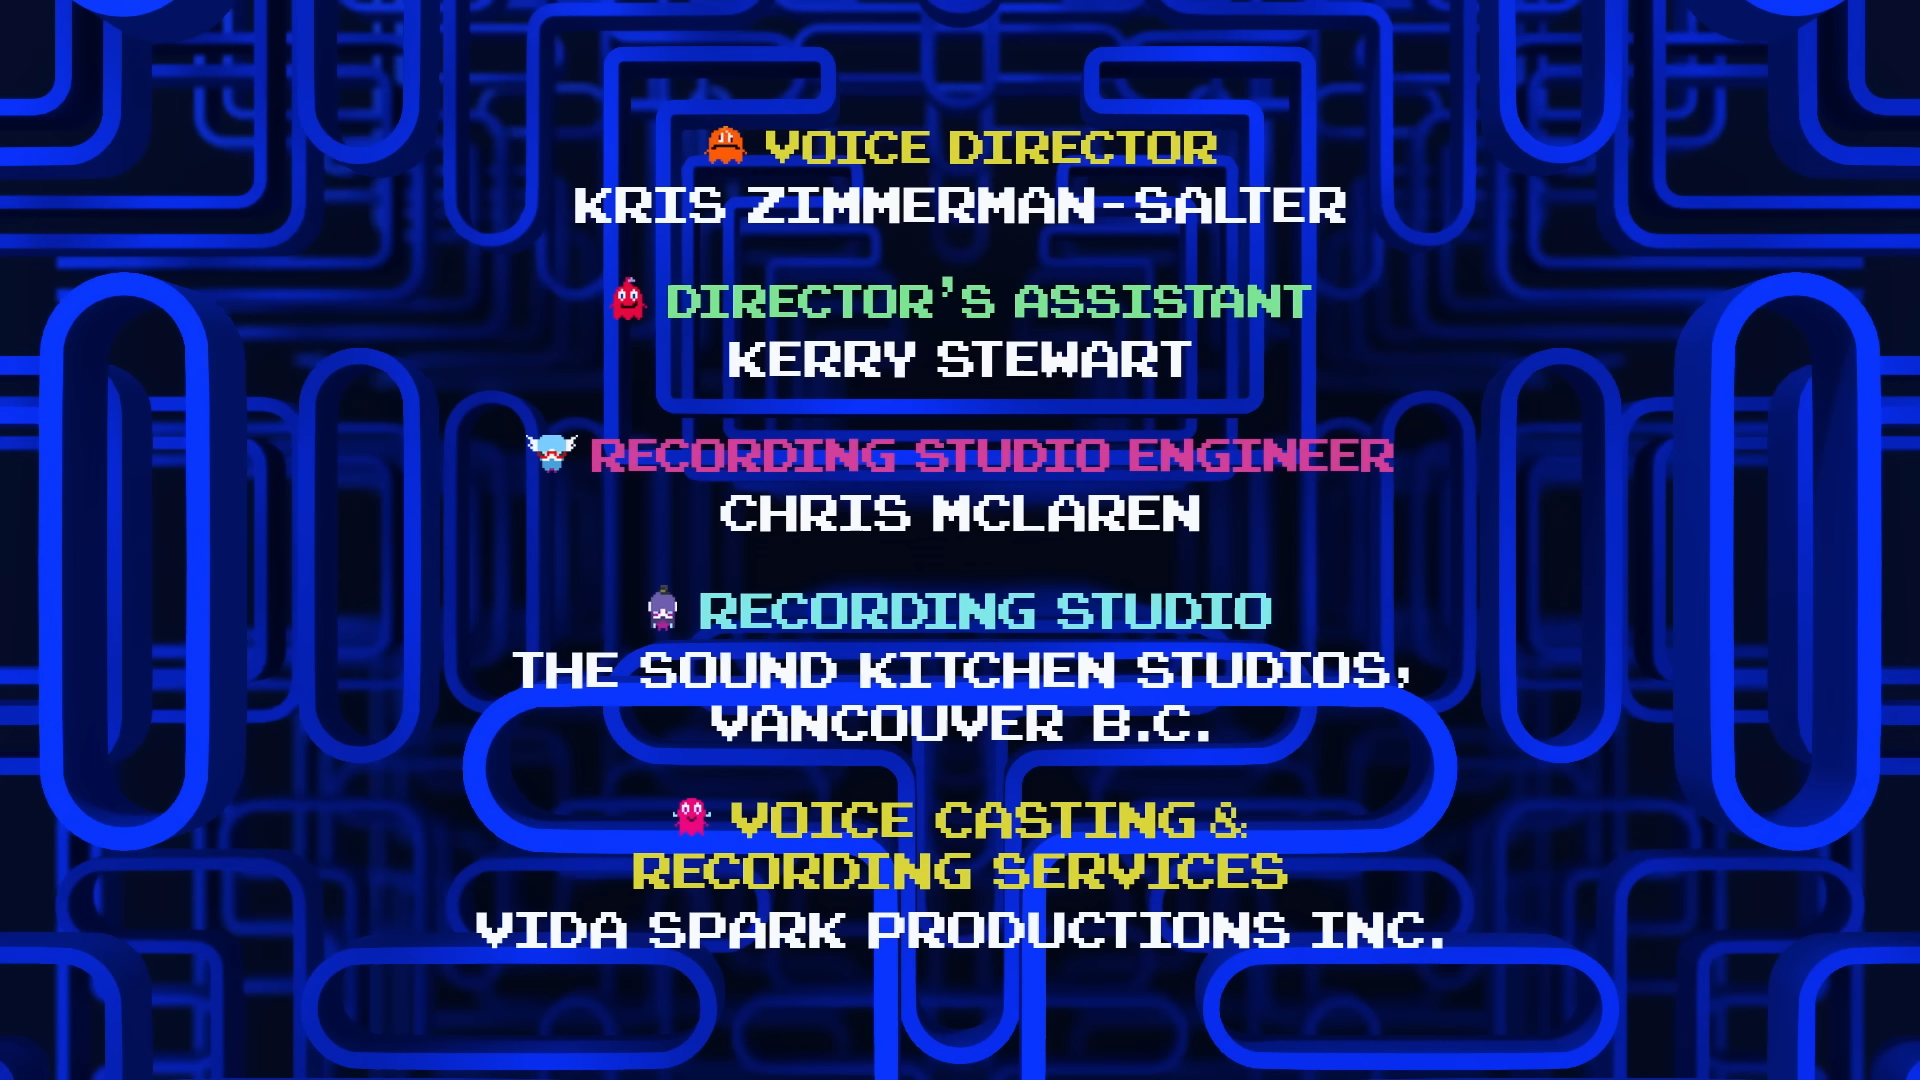 VOICE DIRECTOR
KRIS ZIMMERMAN-SALTER
DIRECTOR'S ASSISTANT
KERRY STEWART
RECORDING STUDIO ENGINEER
CHRIS MCLAREN
RECORDING STUDIO
THE SOUND KITCHEN STUDIOS,
VANCOUVER B.C.
VOICE CASTING &
RECORDING SERVICES
VIDA SPARK PRODUCTIONS INC.